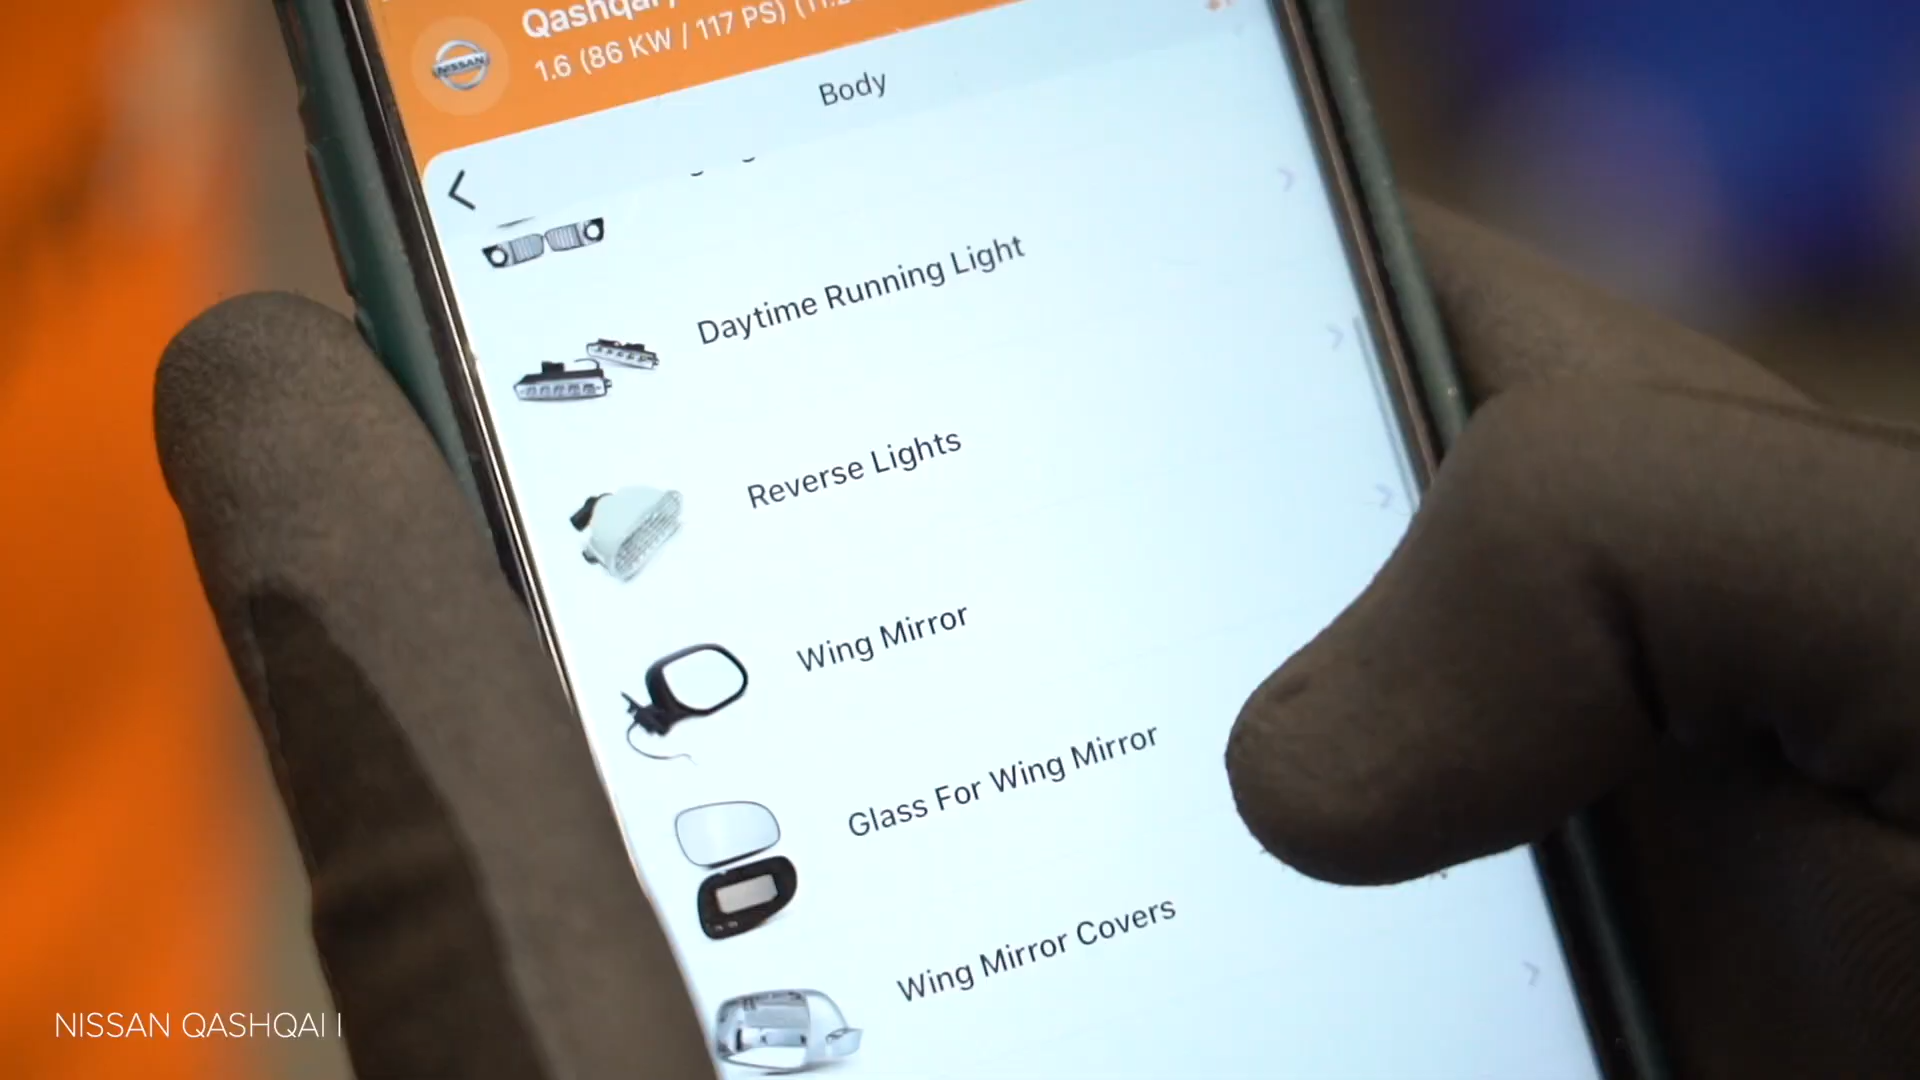 NISSAN
1.6 (86 KW / 117 PS)
Body
Daytime Running Light
Reverse Lights
Wing Mirror
Glass For Wing Mirror
Wing Mirror Covers
NISSAN QASHQAI I